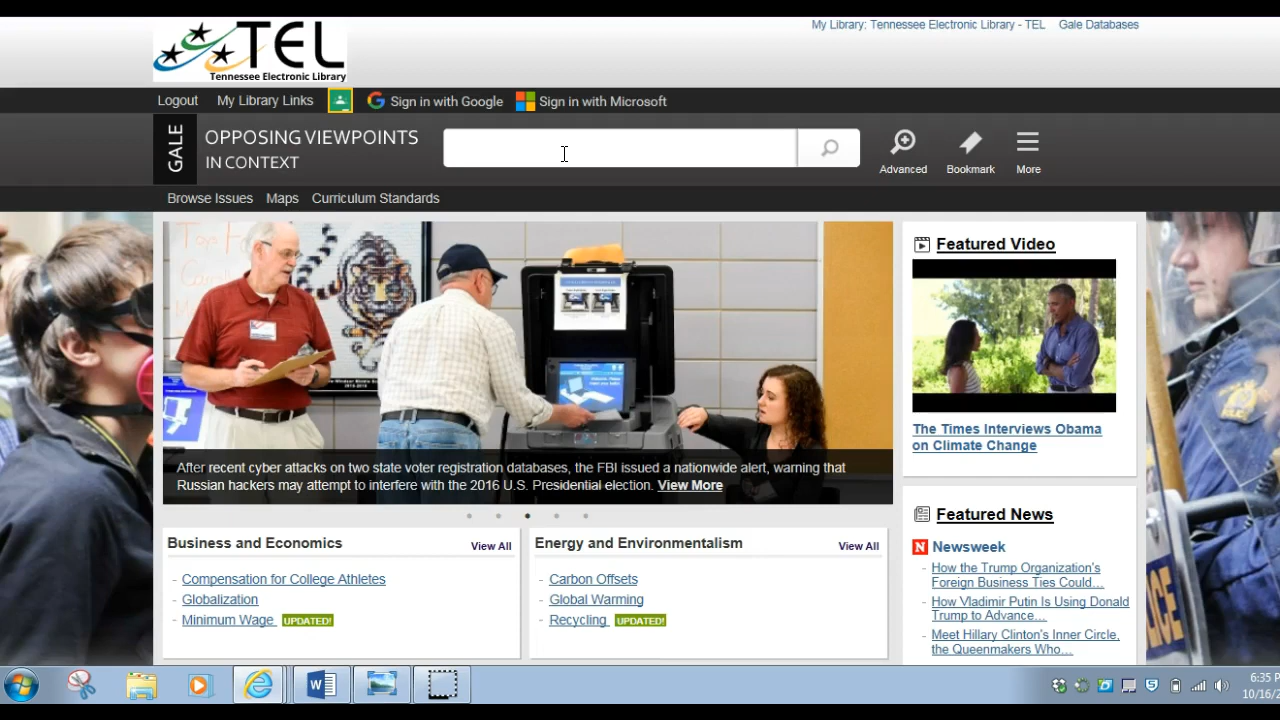 TEL
Tennessee Electronic Library
My Library: Tennessee Electronic Library - TEL Gale Databases
Logout My Library Links Sign in with Google Sign in with Microsoft
GALE
OPPOSING VIEWPOINTS
IN CONTEXT
Advanced Bookmark More
Browse Issues Maps Curriculum Standards
After recent cyber attacks on two state voter registration databases, the FBI issued a nationwide alert, warning that
Russian hackers may attempt to interfere with the 2016 U.S. Presidential election. View More
Business and Economics View All
- Compensation for College Athletes
- Globalization
- Minimum Wage UPDATED!
Energy and Environmentalism View All
- Carbon Offsets
- Global Warming
- Recycling UPDATED!
Featured Video
The Times Interviews Obama
on Climate Change
Featured News
N Newsweek
- How the Trump Organization's
Foreign Business Ties Could...
- How Vladimir Putin Is Using Donald
Trump to Advance...
- Meet Hillary Clinton's Inner Circle,
the Queenmakers Who...
POLICE
6:35 P
10/16/2